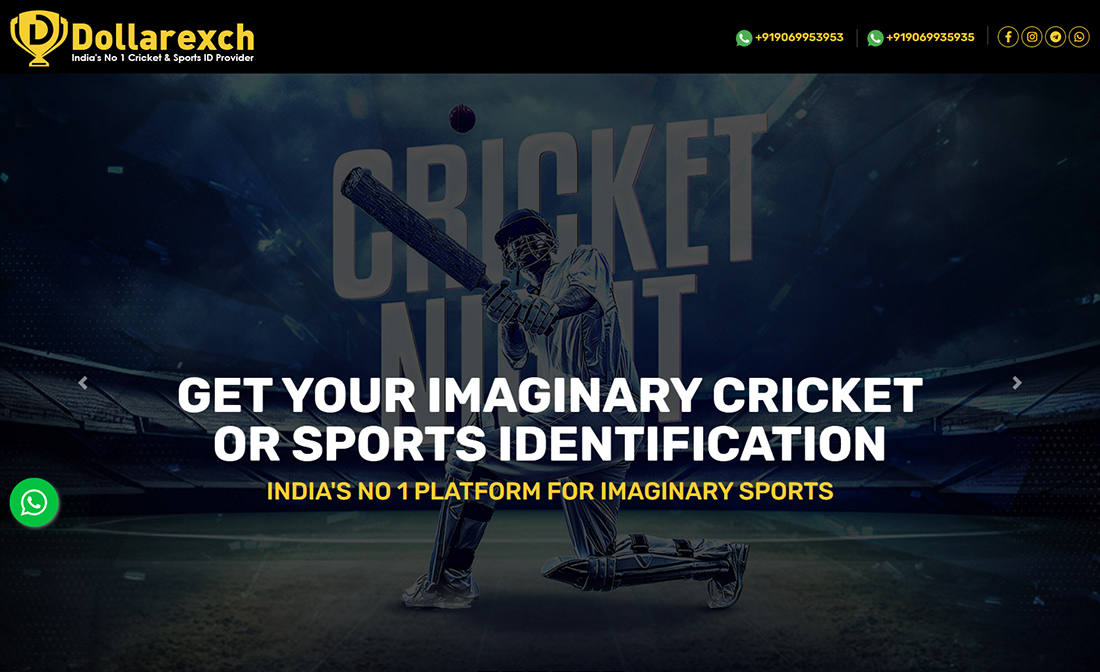 Dollarexch
India's No 1 Cricket & Sports ID Provider
+919069953953
+919069935935
CRICKET
GET YOUR IMAGINARY CRICKET
OR SPORTS IDENTIFICATION
INDIA'S NO 1 PLATFORM FOR IMAGINARY SPORTS